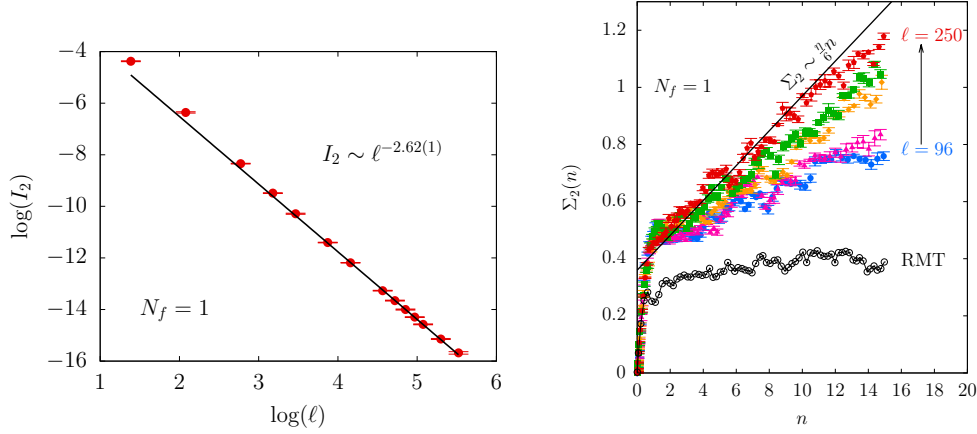 log(I₂)
−4
−6
−8
−10
−12
−14
−16
I₂ ∼ ℓ^{−2.62(1)}
N_f = 1
1 2 3 4 5 6
log(ℓ)
Σ₂(n)
1.2
1
0.8
0.6
0.4
0.2
0
Σ₂ ∼ η/6 n
N_f = 1
ℓ = 250
ℓ = 96
RMT
0 2 4 6 8 10 12 14 16 18 20
n